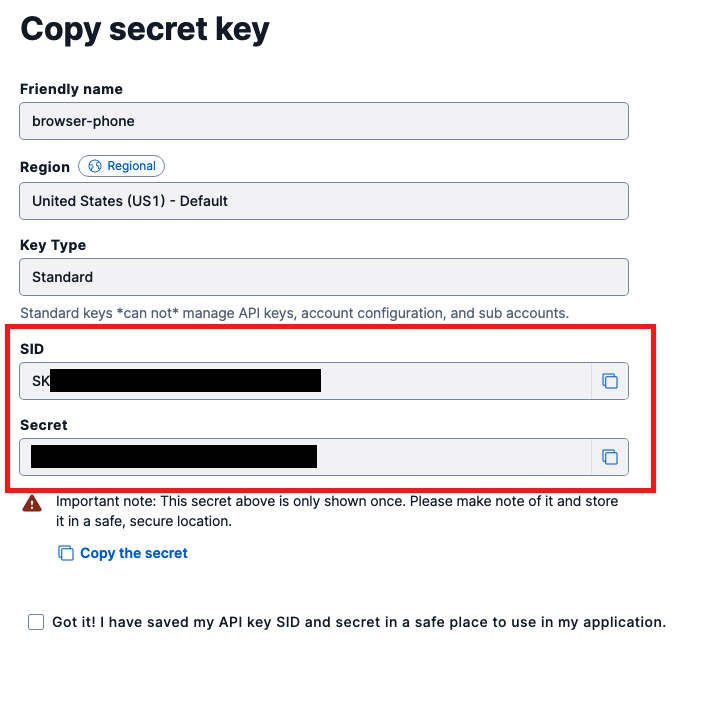 Copy secret key
Friendly name
browser-phone
Region Regional
United States (US1) - Default
Key Type
Standard
Standard keys *can not* manage API keys, account configuration, and sub accounts.
SID
SK
Secret
Important note: This secret above is only shown once. Please make note of it and store
it in a safe, secure location.
Copy the secret
Got it! I have saved my API key SID and secret in a safe place to use in my application.